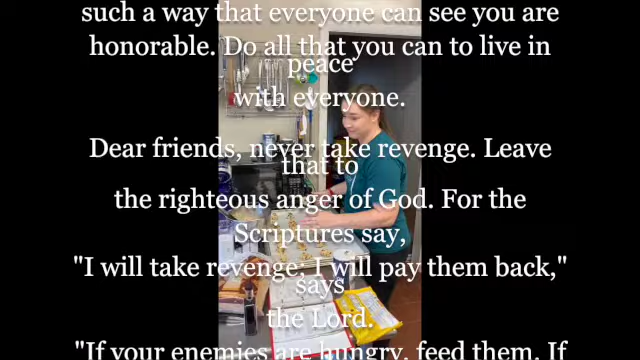 such a way that everyone can see you are
honorable. Do all that you can to live in
peace
with everyone.
Dear friends, never take revenge. Leave
that to
the righteous anger of God. For the
Scriptures say,
"I will take revenge; I will pay them back,"
says
the Lord.
"If your enemies are hungry, feed them. If